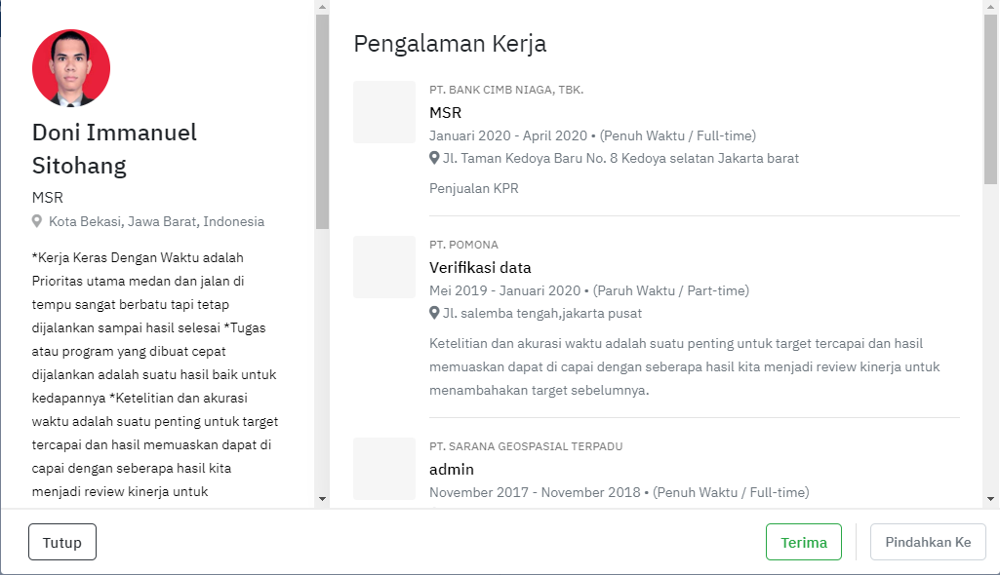 Doni Immanuel
Sitohang
MSR
Kota Bekasi, Jawa Barat, Indonesia
*Kerja Keras Dengan Waktu adalah
Prioritas utama medan dan jalan di
tempu sangat berbatu tapi tetap
dijalankan sampai hasil selesai *Tugas
atau program yang dibuat cepat
dijalankan adalah suatu hasil baik untuk
kedapannya *Ketelitian dan akurasi
waktu adalah suatu penting untuk target
tercapai dan hasil memuaskan dapat di
capai dengan seberapa hasil kita
menjadi review kinerja untuk
Pengalaman Kerja
PT. BANK CIMB NIAGA, TBK.
MSR
Januari 2020 - April 2020 • (Penuh Waktu / Full-time)
Jl. Taman Kedoya Baru No. 8 Kedoya selatan Jakarta barat
Penjualan KPR
PT. POMONA
Verifikasi data
Mei 2019 - Januari 2020 • (Paruh Waktu / Part-time)
Jl. salemba tengah,jakarta pusat
Ketelitian dan akurasi waktu adalah suatu penting untuk target tercapai dan hasil
memuaskan dapat di capai dengan seberapa hasil kita menjadi review kinerja untuk
menambahakan target sebelumnya.
PT. SARANA GEOSPASIAL TERPADU
admin
November 2017 - November 2018 • (Penuh Waktu / Full-time)
Tutup
Terima
Pindahkan Ke